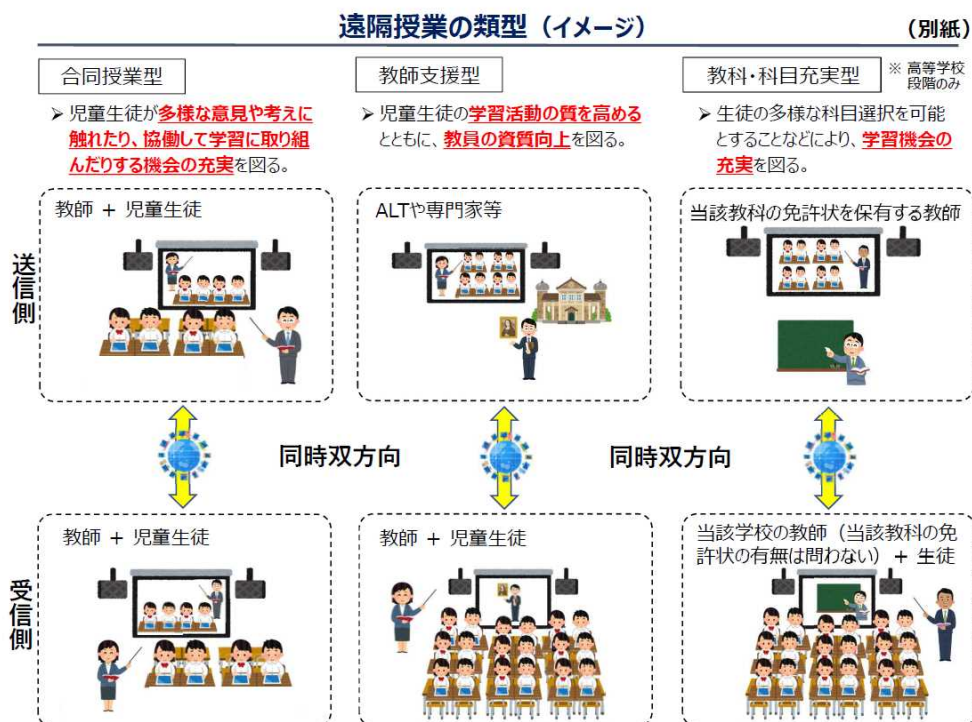 遠隔授業の類型（イメージ）
（別紙）
合同授業型
➢ 児童生徒が多様な意見や考えに
触れたり、協働して学習に取り組
んだりする機会の充実を図る。
教師支援型
➢ 児童生徒の学習活動の質を高める
とともに、教員の資質向上を図る。
教科・科目充実型
※ 高等学校
段階のみ
➢ 生徒の多様な科目選択を可能
とすることなどにより、学習機会の
充実を図る。
送信側
教師 + 児童生徒
ALTや専門家等
当該教科の免許状を保有する教師
同時双方向
同時双方向
受信側
教師 + 児童生徒
教師 + 児童生徒
当該学校の教師（当該教科の免
許状の有無は問わない）+ 生徒